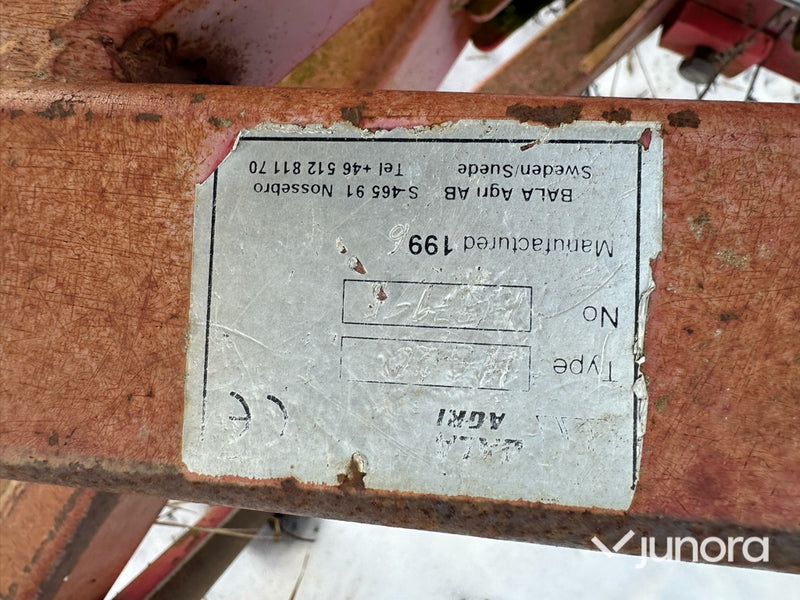 BALA
AGRI
CE
Type
No
Manufactured 199
BALA Agri AB S-465 91 Nossebro
Sweden/Suede Tel +46 512 811 70
junora